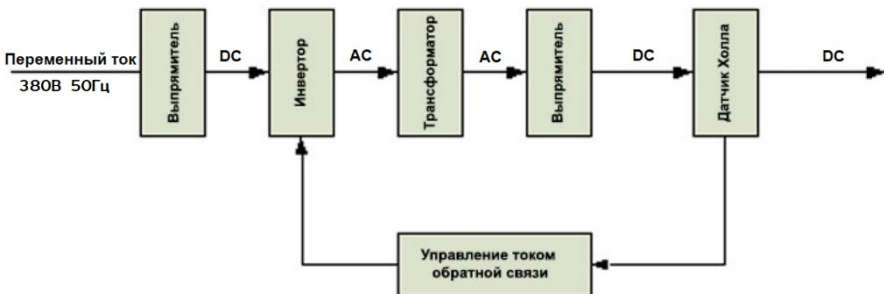 Переменный ток
380В 50Гц
Выпрямитель
DC
Инвертор
AC
Трансформатор
AC
Выпрямитель
DC
Датчик Холла
DC
Управление током
обратной связи